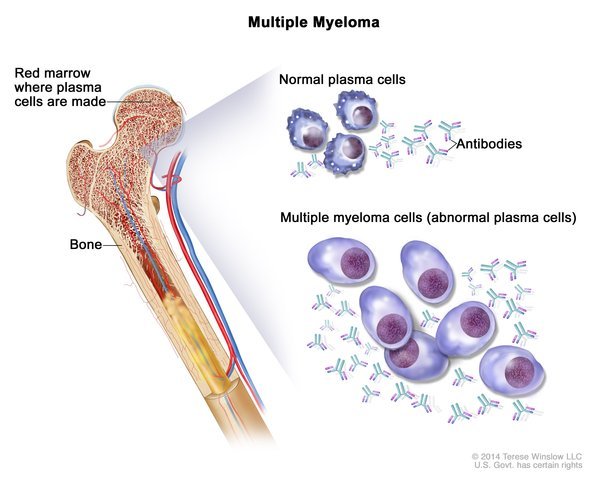 Multiple Myeloma
Red marrow
where plasma
cells are made
Normal plasma cells
Antibodies
Multiple myeloma cells (abnormal plasma cells)
Bone
© 2014 Terese Winslow LLC
U.S. Govt. has certain rights